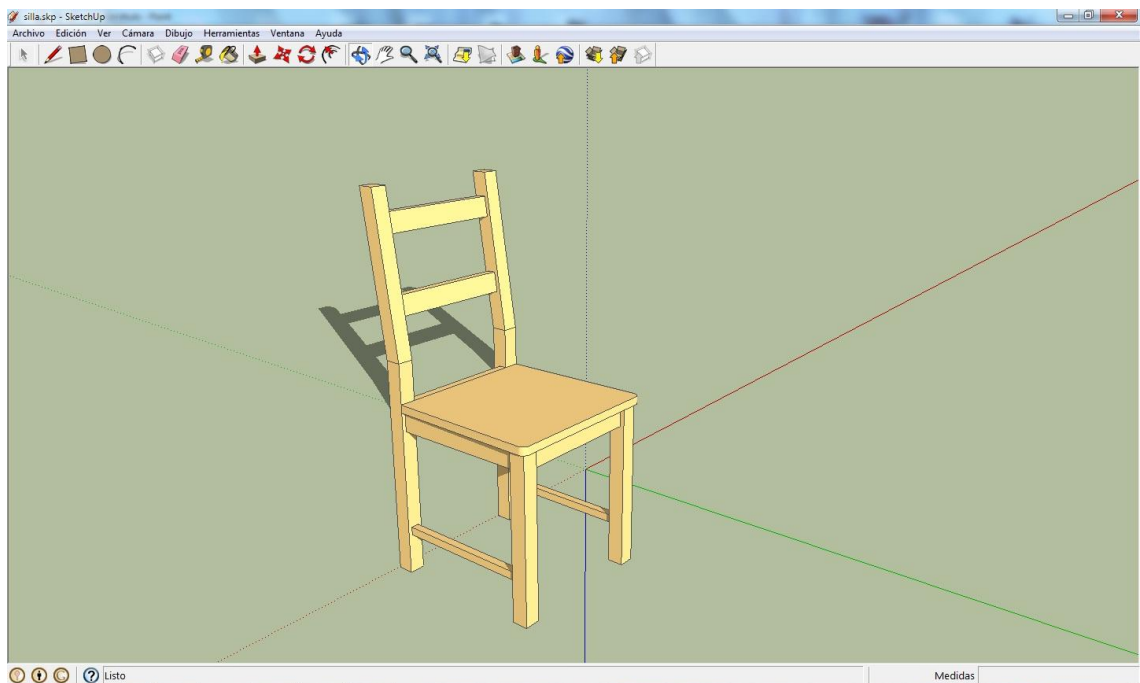 silla.skp - SketchUp
Archivo Edición Ver Cámara Dibujo Herramientas Ventana Ayuda
Listo Medidas